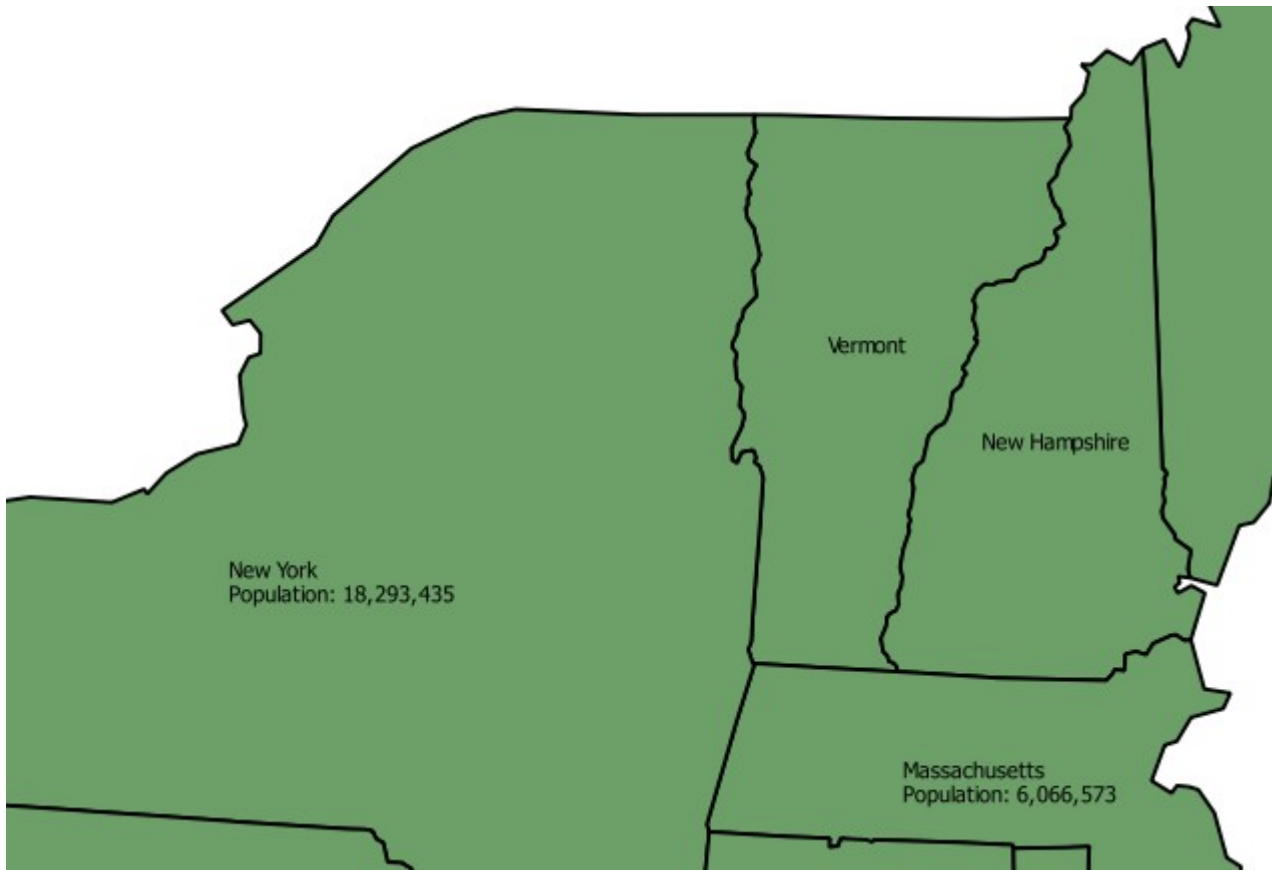 Vermont
New Hampshire
New York
Population: 18,293,435
Massachusetts
Population: 6,066,573